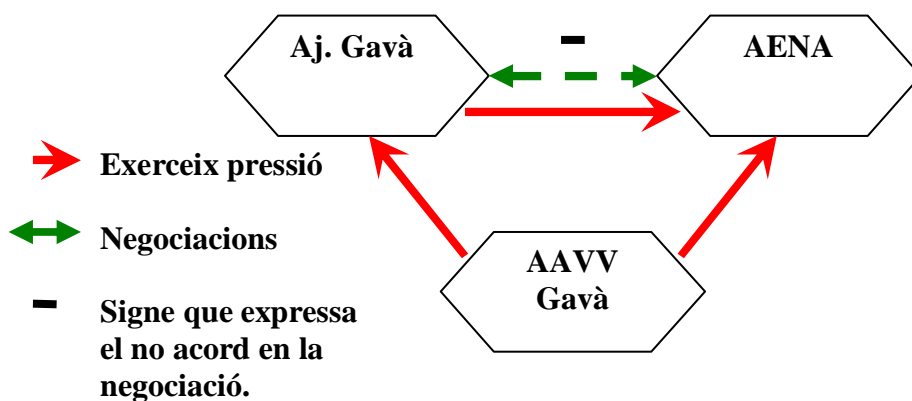 Aj. Gavà
-
AENA
Exerceix pressió
Negociacions
AAVV
Gavà
- Signe que expressa
el no acord en la
negociació.